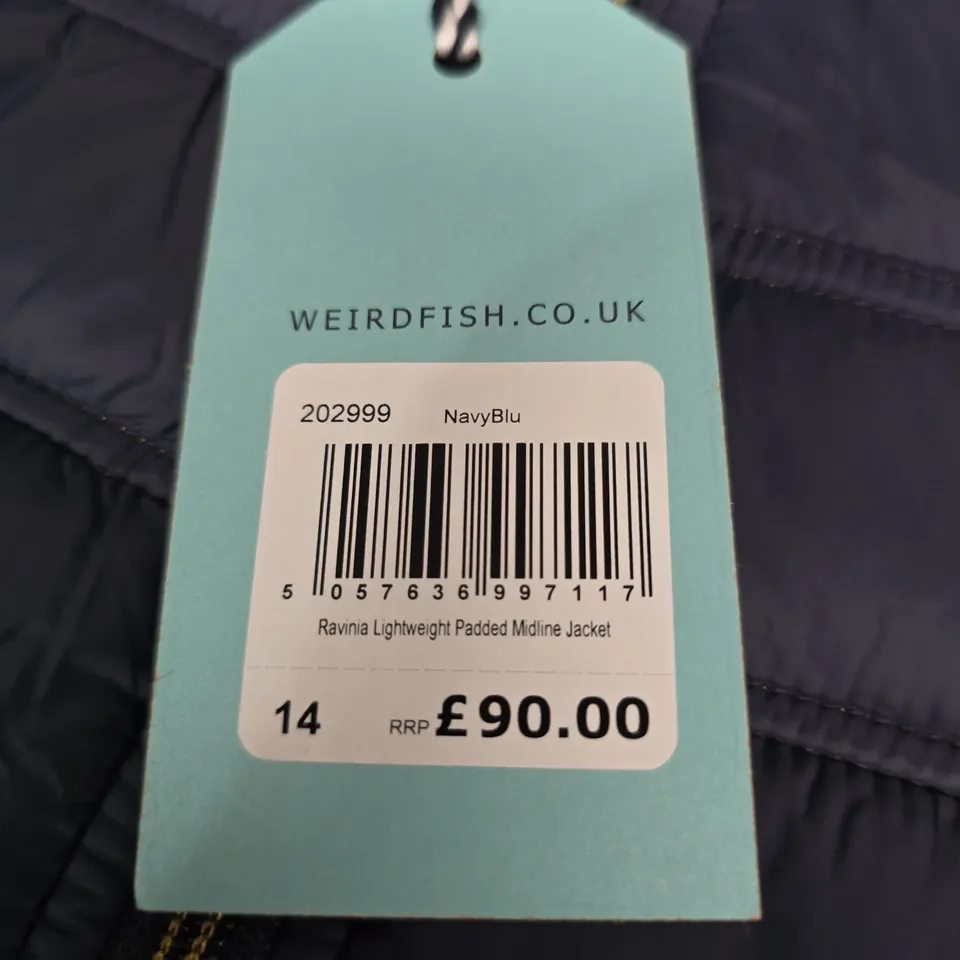 WEIRDFISH.CO.UK
202999 NavyBlu
5 057636 997117
Ravinia Lightweight Padded Midline Jacket
14 RRP £90.00